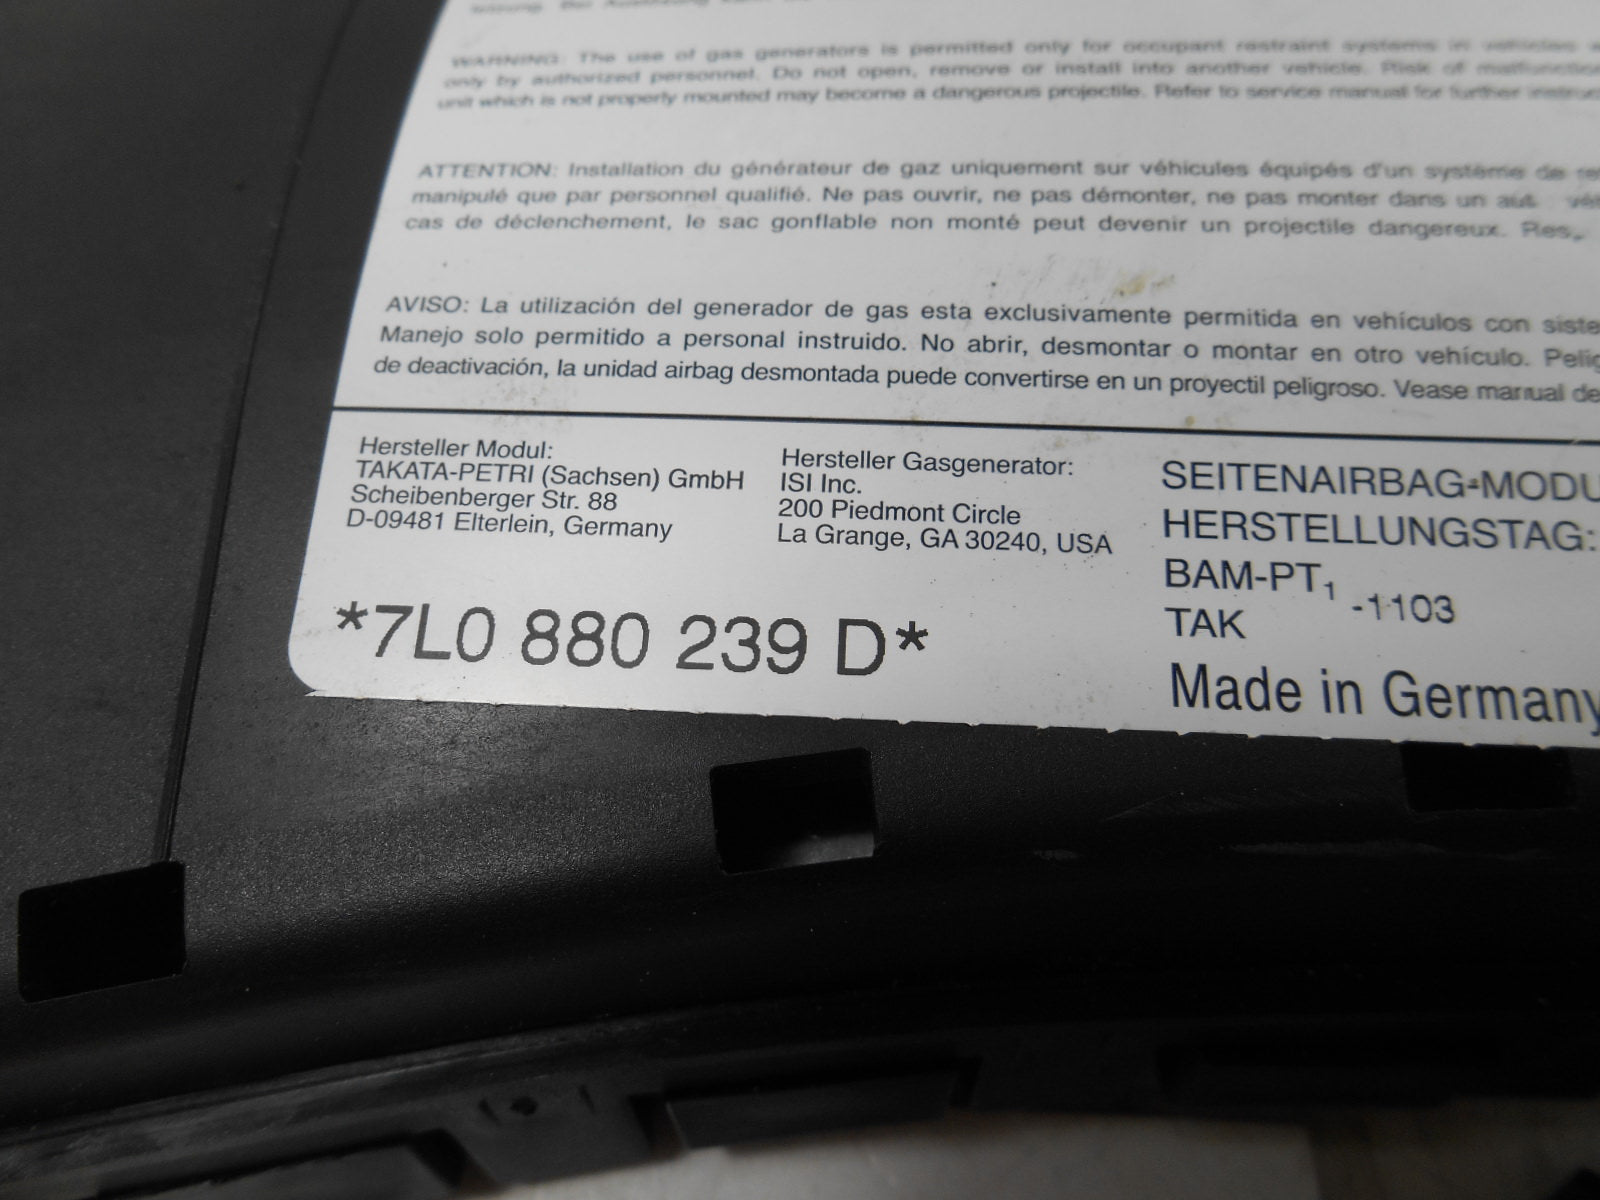 WARNING: The use of gas generators is permitted only for occupant restraint systems in vehicles
only by authorized personnel. Do not open, remove or install into another vehicle. Risk of malfunction
unit which is not properly mounted may become a dangerous projectile. Refer to service manual for further
ATTENTION: Installation du générateur de gaz uniquement sur véhicules équipés d'un système de
manipulé que par personnel qualifié. Ne pas ouvrir, ne pas démonter, ne pas monter dans un
cas de déclenchement, le sac gonflable non monté peut devenir un projectile dangereux.
AVISO: La utilización del generador de gas esta exclusivamente permitida en vehículos con
Manejo solo permitido a personal instruido. No abrir, desmontar o montar en otro vehículo.
de deactivación, la unidad airbag desmontada puede convertirse en un proyectil peligroso. Vease manual de
Hersteller Modul:
TAKATA-PETRI (Sachsen) GmbH
Scheibenberger Str. 88
D-09481 Elterlein, Germany
Hersteller Gasgenerator:
ISI Inc.
200 Piedmont Circle
La Grange, GA 30240, USA
*7L0 880 239 D*
SEITENAIRBAG-MODU
HERSTELLUNGSTAG:
BAM-PT1 -1103
TAK
Made in Germany